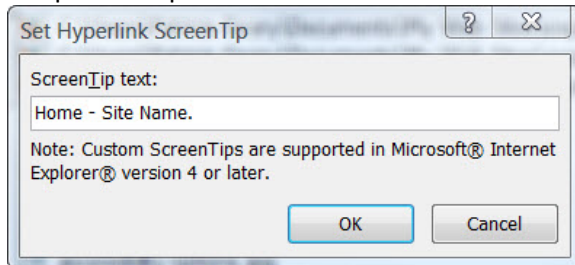 Set Hyperlink ScreenTip
ScreenTip text:
Home - Site Name.
Note: Custom ScreenTips are supported in Microsoft® Internet
Explorer® version 4 or later.
OK
Cancel